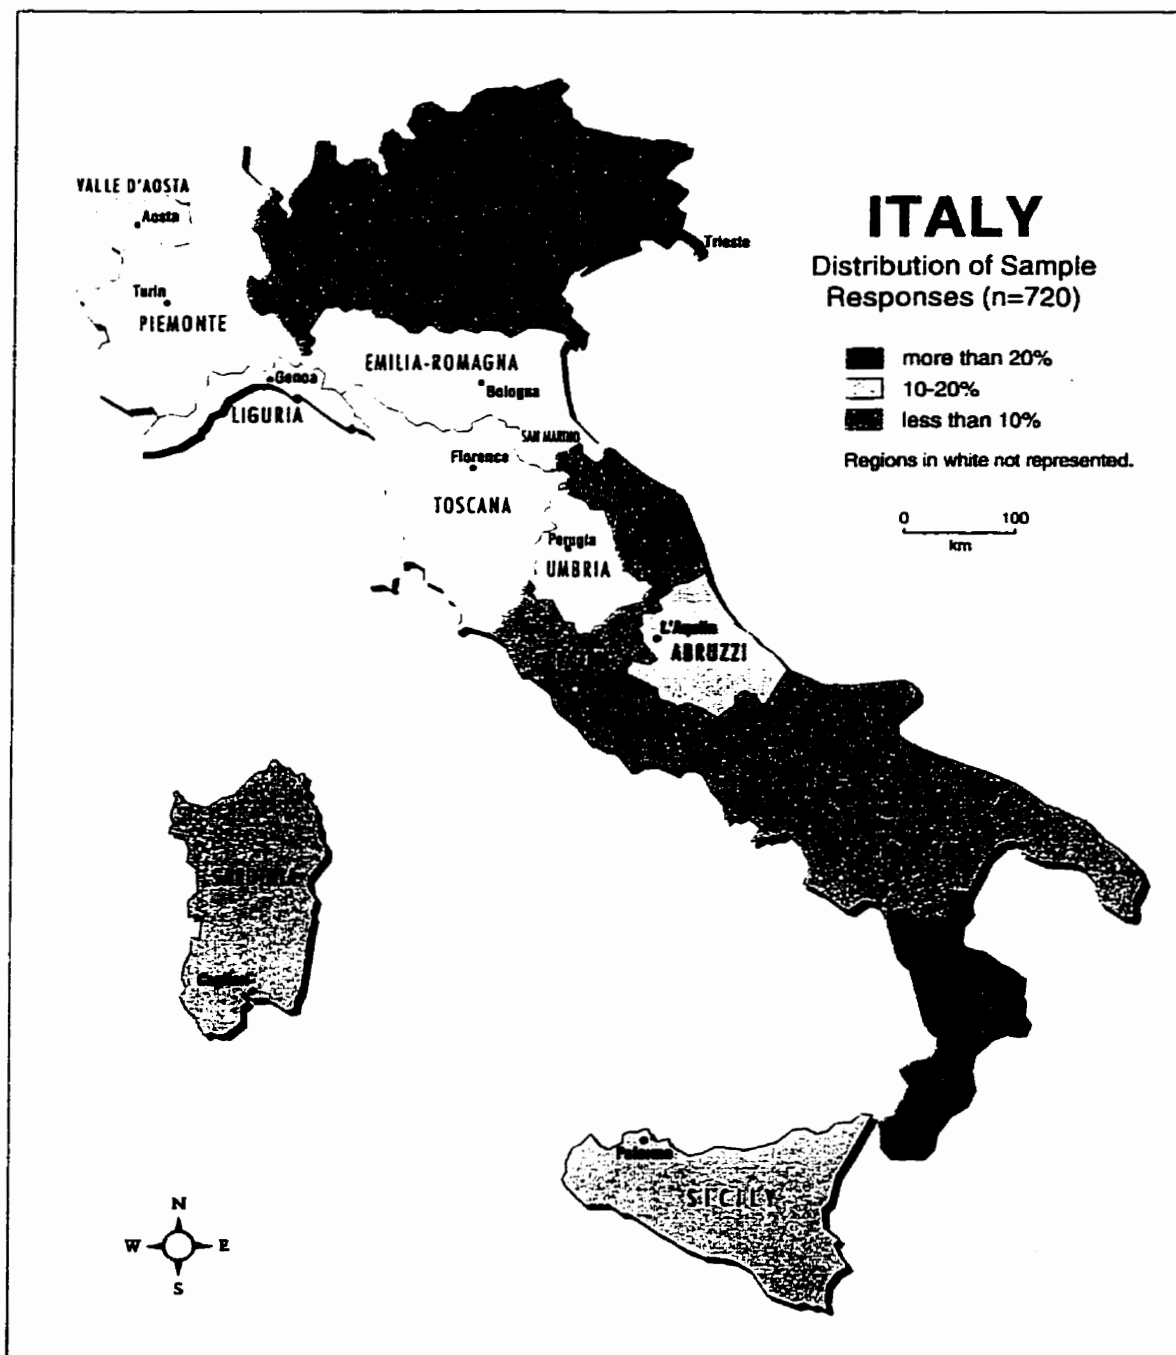 VALLE D'AOSTA
Aosta
Turin
PIEMONTE
Genoa
LIGURIA
EMILIA-ROMAGNA
Bologna
SAN MARINO
Florence
TOSCANA
Perugia
UMBRIA
L'Aquila
ABRUZZI
Trieste
ITALY
Distribution of Sample
Responses (n=720)
more than 20%
10-20%
less than 10%
Regions in white not represented.
0 100
km
Cagliari
Palermo
SICILY
N
W E
S